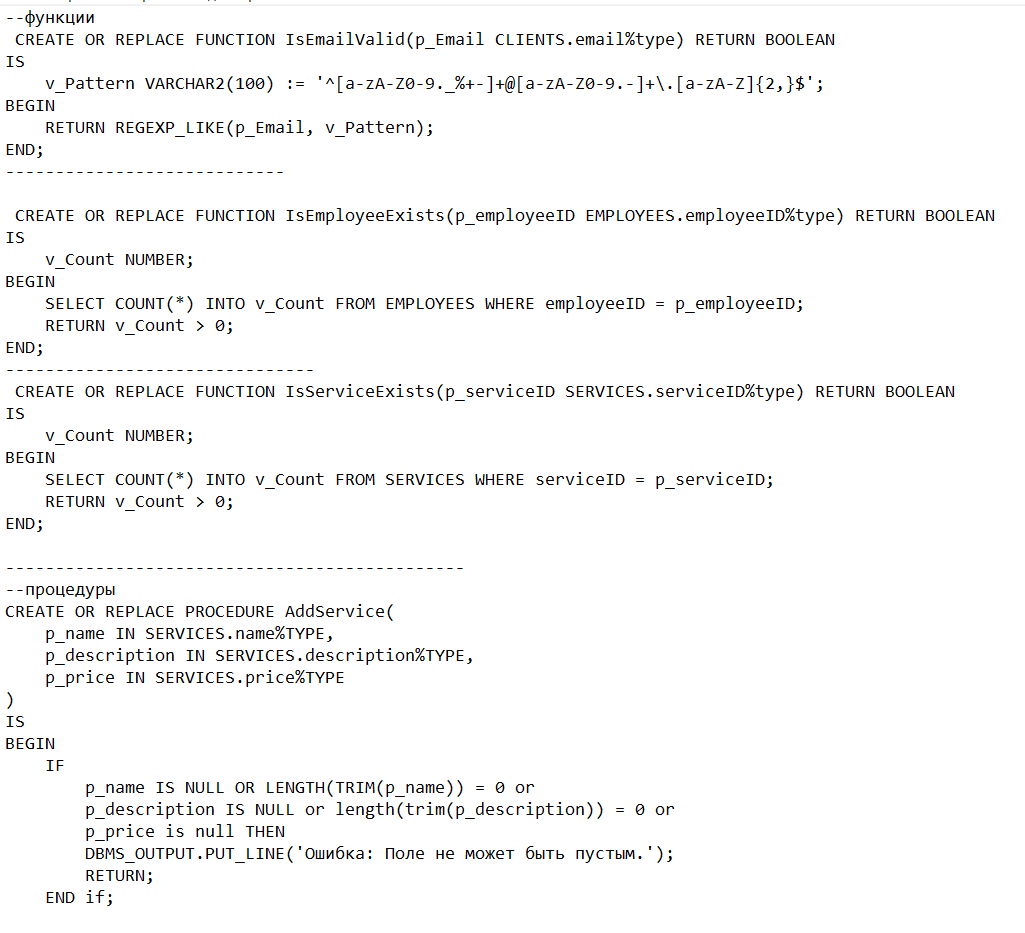 --функции
 CREATE OR REPLACE FUNCTION IsEmailValid(p_Email CLIENTS.email%type) RETURN BOOLEAN
IS
    v_Pattern VARCHAR2(100) := '^[a-zA-Z0-9._%+-]+@[a-zA-Z0-9.-]+\.[a-zA-Z]{2,}$';
BEGIN
    RETURN REGEXP_LIKE(p_Email, v_Pattern);
END;
----------------------------
 CREATE OR REPLACE FUNCTION IsEmployeeExists(p_employeeID EMPLOYEES.employeeID%type) RETURN BOOLEAN
IS
    v_Count NUMBER;
BEGIN
    SELECT COUNT(*) INTO v_Count FROM EMPLOYEES WHERE employeeID = p_employeeID;
    RETURN v_Count > 0;
END;
-------------------------------
 CREATE OR REPLACE FUNCTION IsServiceExists(p_serviceID SERVICES.serviceID%type) RETURN BOOLEAN
IS
    v_Count NUMBER;
BEGIN
    SELECT COUNT(*) INTO v_Count FROM SERVICES WHERE serviceID = p_serviceID;
    RETURN v_Count > 0;
END;
----------------------------------------------
--процедуры
CREATE OR REPLACE PROCEDURE AddService(
    p_name IN SERVICES.name%TYPE,
    p_description IN SERVICES.description%TYPE,
    p_price IN SERVICES.price%TYPE
)
IS
BEGIN
    IF
        p_name IS NULL OR LENGTH(TRIM(p_name)) = 0 or
        p_description IS NULL or length(trim(p_description)) = 0 or
        p_price is null THEN
        DBMS_OUTPUT.PUT_LINE('Ошибка: Поле не может быть пустым.');
        RETURN;
    END if;